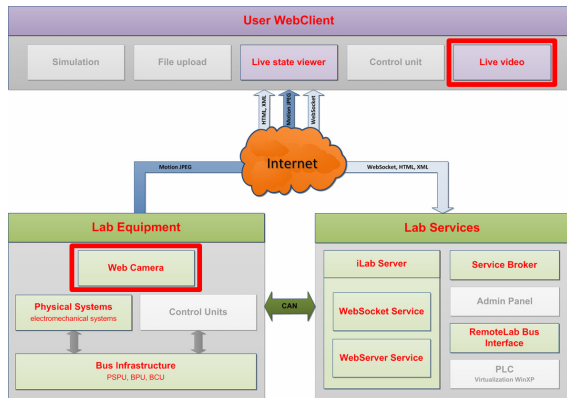 User WebClient
Simulation
File upload
Live state viewer
Control unit
Live video
HTML, XML
Motion JPEG
WebSocket
Internet
Motion JPEG
WebSocket, HTML, XML
Lab Equipment
Lab Services
Web Camera
iLab Server
Service Broker
Physical Systems
electromechanical systems
Control Units
CAN
WebSocket Service
Admin Panel
RemoteLab Bus
Interface
WebServer Service
Bus Infrastructure
PSPU, BPU, BCU
PLC
Virtualization WinXP